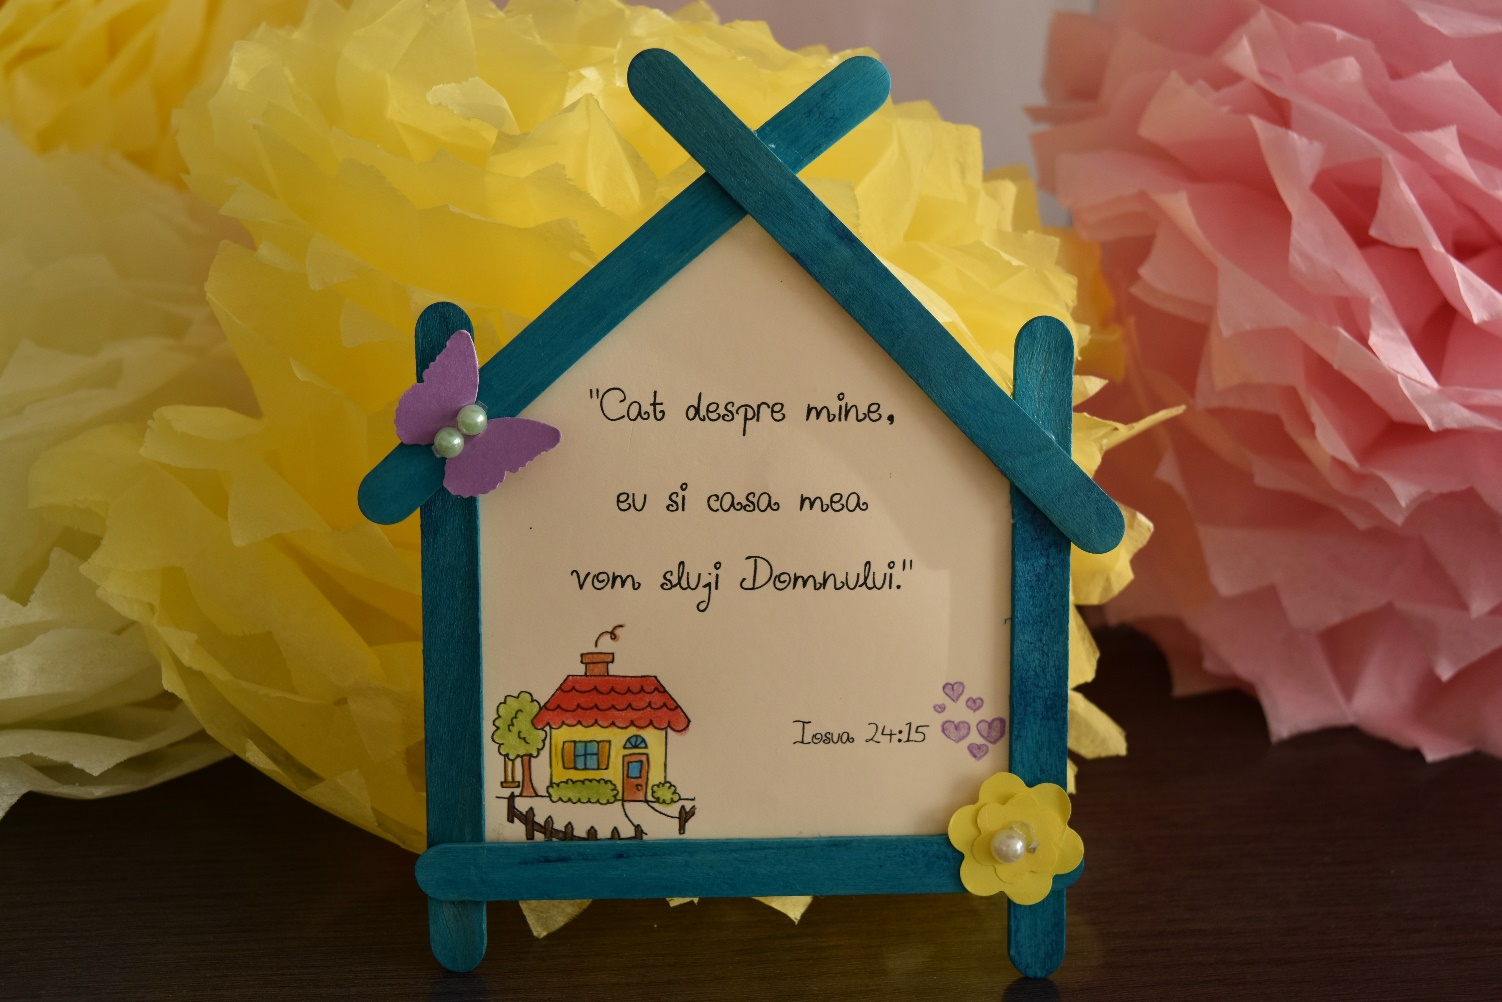 "Cat despre mine,
eu si casa mea
vom sluji Domnului."
Iosua 24:15